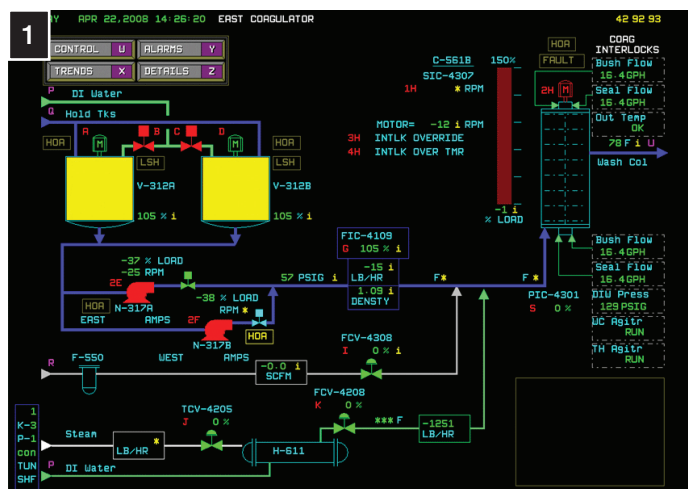 1
Y APR 22,2008 14:26:20 EAST COAGULATOR 42 92 93
CONTROL U ALARMS Y
TRENDS X DETAILS Z
P DI Water
Q Hold Tks
HOA A M B C D M HOA
LSH LSH
V-312A V-312B
105 % i 105 % i
C-561B 150%
SIC-4307
1H * RPM
MOTOR= -12 i RPM
3H INTLK OVERRIDE
4H INTLK OVER TMR
-1 i
% LOAD
HOA
FAULT
2H M
COAG
INTERLOCKS
Bush Flow
16.4GPH
Seal Flow
16.4GPH
Out Temp
OK
78 F i U
Wash Col
Bush Flow
16.4GPH
Seal Flow
16.4GPH
DIW Press
129 PSIG
WC Agitr
RUN
TH Agitr
RUN
PIC-4301
S 0 %
FIC-4109
G 105 % i
-15 i
LB/HR
1.09 i
DENSTY
F* F*
57 PSIG i
-37 % LOAD
-25 RPM
2E
HOA N-317A
EAST AMPS
-38 % LOAD
RPM *
2F
N-317B HOA
WEST AMPS
R F-550
-0.0 i
SCFM
FCV-4308
I 0 % i
FCV-4208
K 0 %
*** F
-1251
LB/HR
TCV-4205
J 0 %
Steam
*
LB/HR
H-611
P DI Water
1
K-3
P-1
con
TUN
SHF